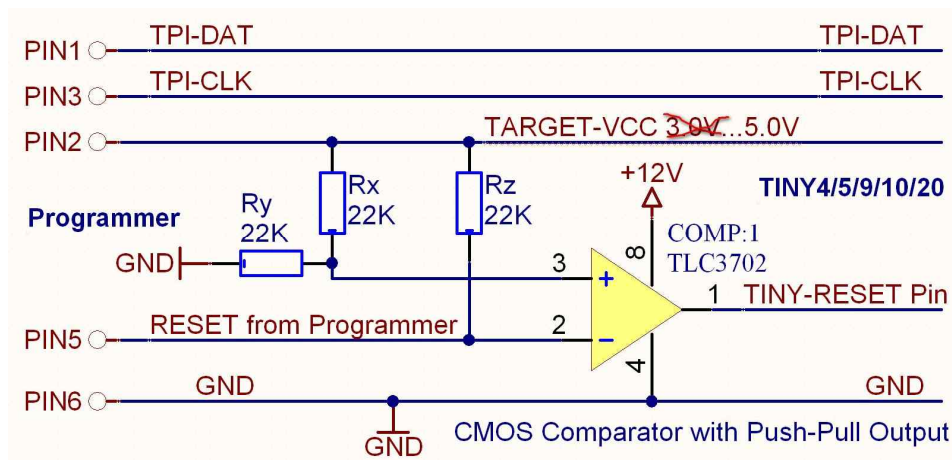 PIN1 TPI-DAT TPI-DAT
PIN3 TPI-CLK TPI-CLK
PIN2 TARGET-VCC 3.0V...5.0V
Rx
22K
Rz
22K
+12V
TINY4/5/9/10/20
Programmer
Ry
22K
GND
COMP:1
TLC3702
8
3
+
1 TINY-RESET Pin
PIN5 RESET from Programmer 2
-
4
PIN6 GND GND
GND
CMOS Comparator with Push-Pull Output